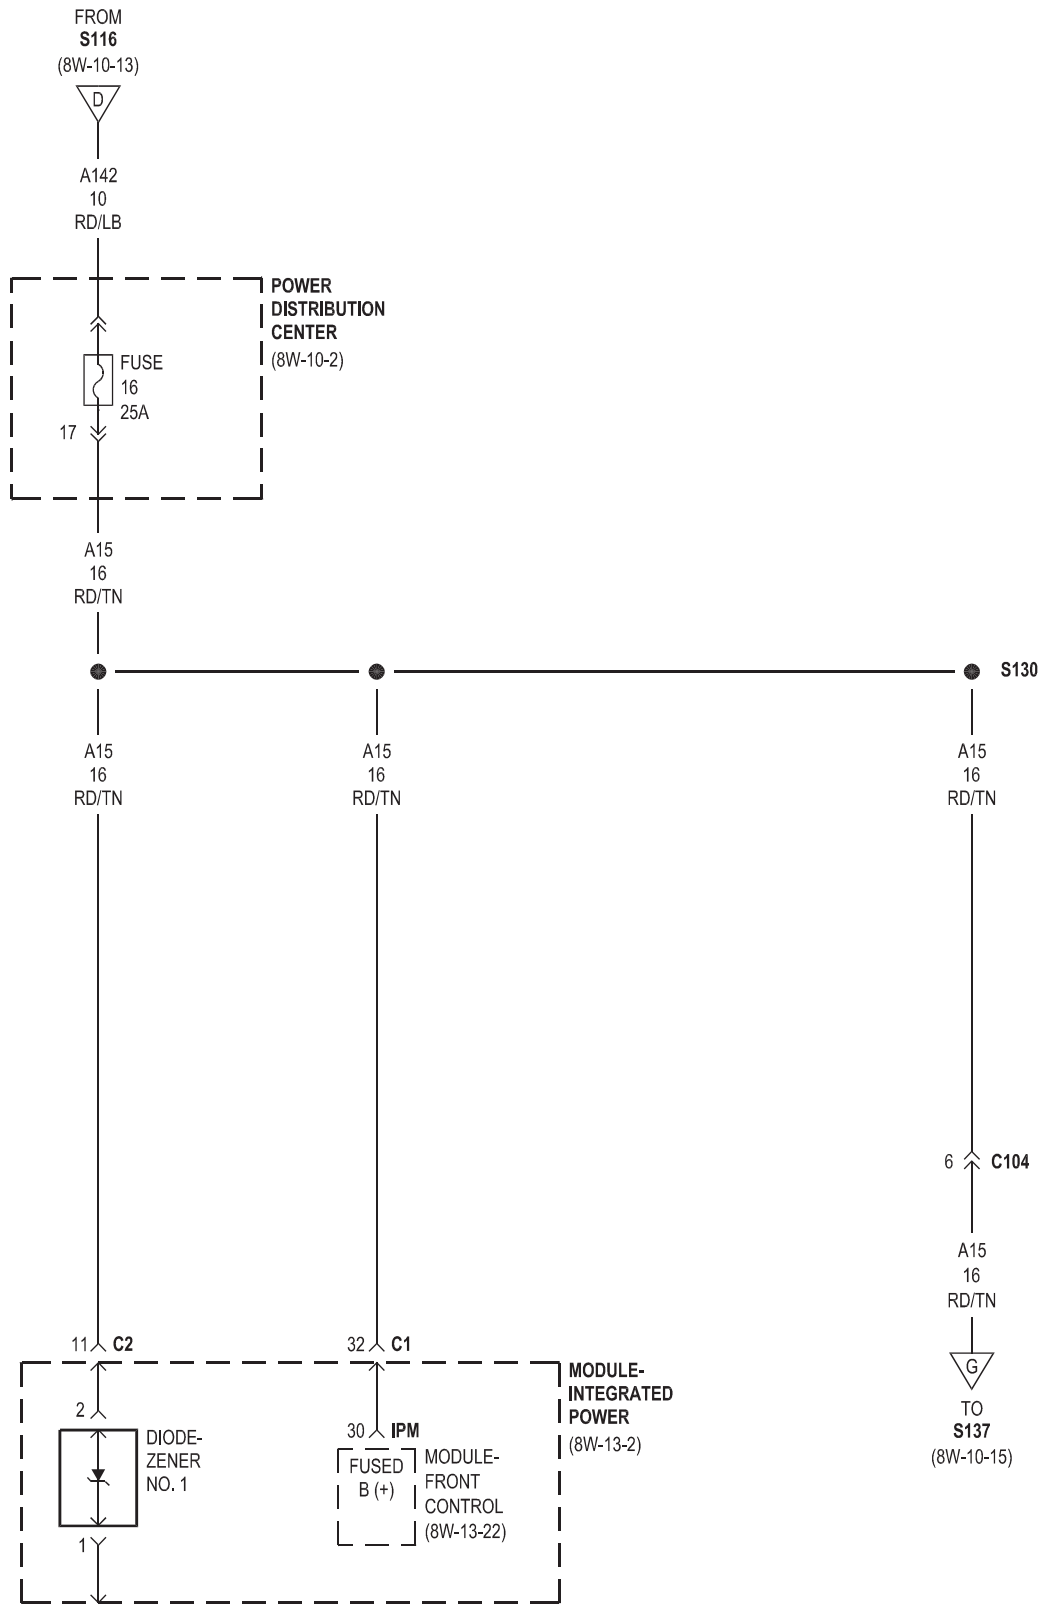 FROM
S116
(8W-10-13)
D
A142
10
RD/LB
POWER
DISTRIBUTION
CENTER
(8W-10-2)
FUSE
16
25A
17
A15
16
RD/TN
S130
A15
16
RD/TN
A15
16
RD/TN
A15
16
RD/TN
6 C104
A15
16
RD/TN
G
TO
S137
(8W-10-15)
11 C2
32 C1
MODULE-
INTEGRATED
POWER
(8W-13-2)
2
DIODE-
ZENER
NO. 1
1
30 IPM
FUSED
B (+)
MODULE-
FRONT
CONTROL
(8W-13-22)